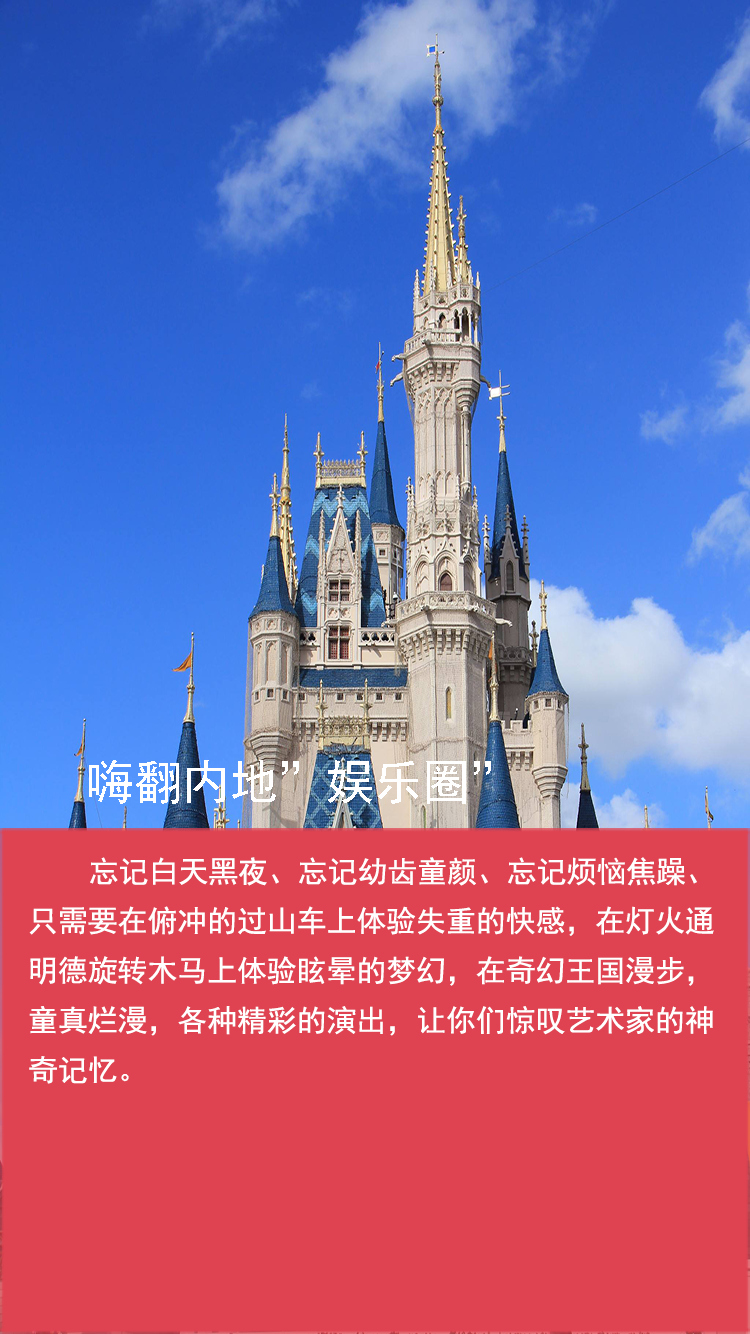 嗨翻内地”娱乐圈”
忘记白天黑夜、忘记幼齿童颜、忘记烦恼焦躁、
只需要在俯冲的过山车上体验失重的快感，在灯火通
明德旋转木马上体验眩晕的梦幻，在奇幻王国漫步，
童真烂漫，各种精彩的演出，让你们惊叹艺术家的神
奇记忆。